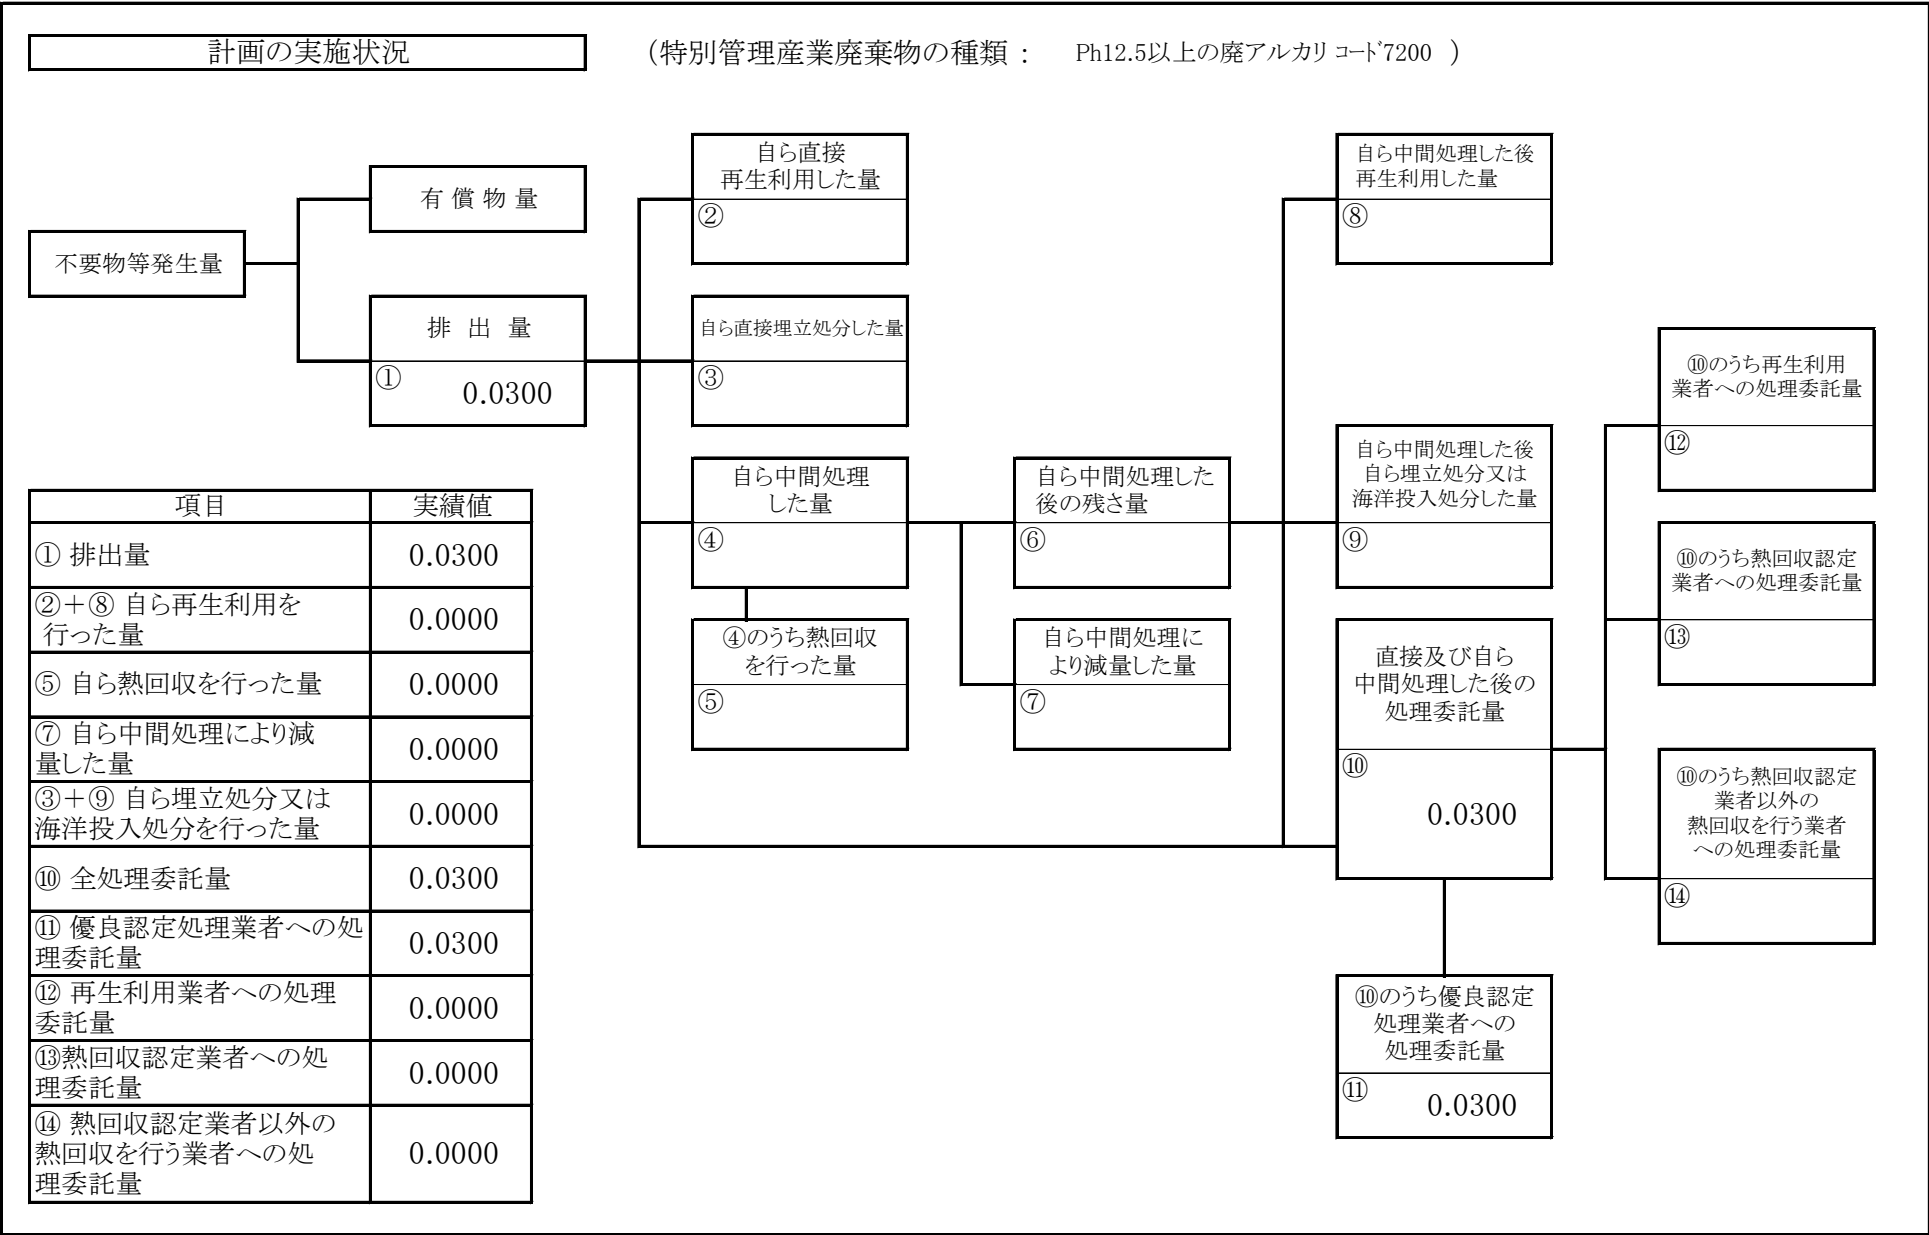 計画の実施状況
（特別管理産業廃棄物の種類： Ph12.5以上の廃アルカリ コード7200 ）
不要物等発生量
有償物量
排出量
①
0.0300
自ら直接
再生利用した量
②
自ら直接埋立処分した量
③
自ら中間処理
した量
④
④のうち熱回収
を行った量
⑤
自ら中間処理した
後の残さ量
⑥
自ら中間処理に
より減量した量
⑦
自ら中間処理した後
再生利用した量
⑧
自ら中間処理した後
自ら埋立処分又は
海洋投入処分した量
⑨
直接及び自ら
中間処理した後の
処理委託量
⑩
0.0300
⑩のうち優良認定
処理業者への
処理委託量
⑪
0.0300
⑩のうち再生利用
業者への処理委託量
⑫
⑩のうち熱回収認定
業者への処理委託量
⑬
⑩のうち熱回収認定
業者以外の
熱回収を行う業者
への処理委託量
⑭
項目 実績値
① 排出量 0.0300
②＋⑧ 自ら再生利用を
行った量 0.0000
⑤ 自ら熱回収を行った量 0.0000
⑦ 自ら中間処理により減
量した量 0.0000
③＋⑨ 自ら埋立処分又は
海洋投入処分を行った量 0.0000
⑩ 全処理委託量 0.0300
⑪ 優良認定処理業者への処
理委託量 0.0300
⑫ 再生利用業者への処理
委託量 0.0000
⑬熱回収認定業者への処
理委託量 0.0000
⑭ 熱回収認定業者以外の
熱回収を行う業者への処
理委託量 0.0000